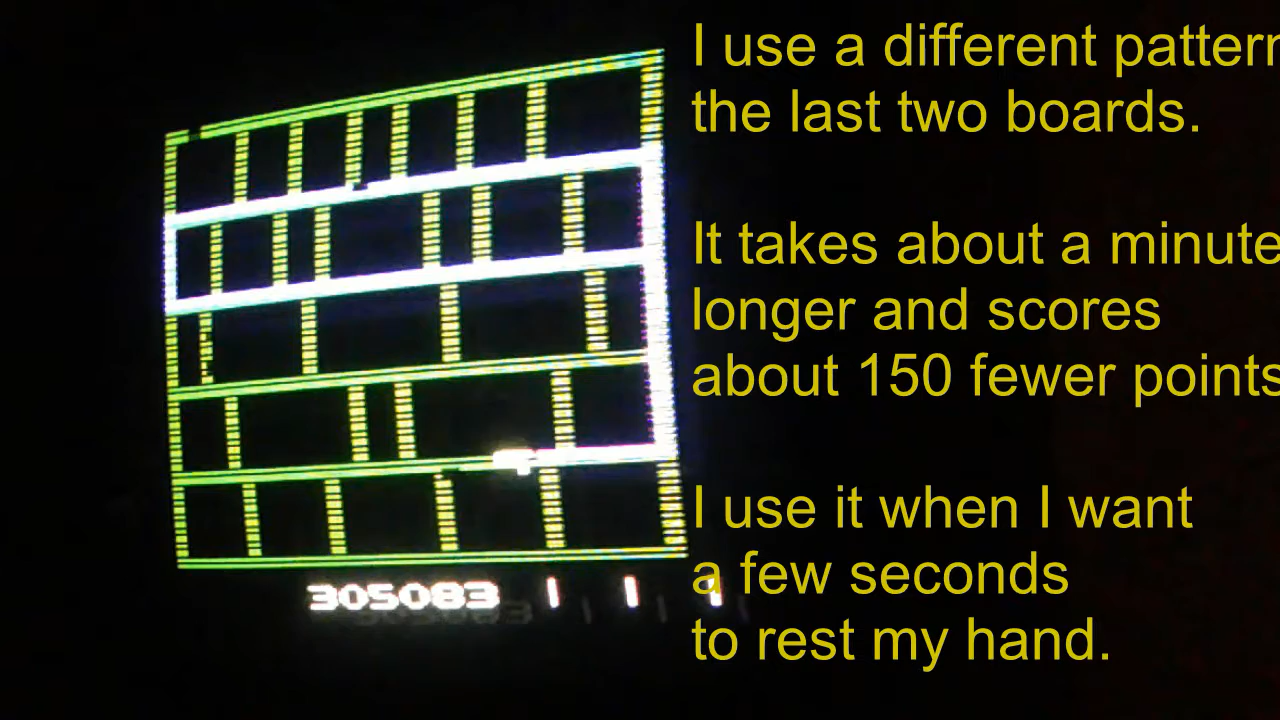 I use a different pattern
the last two boards.
It takes about a minute
longer and scores
about 150 fewer points
I use it when I want
a few seconds
to rest my hand.
305083